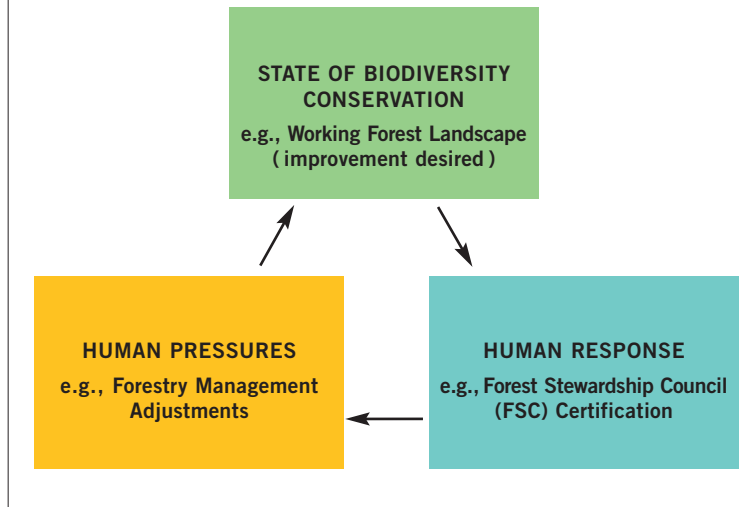 STATE OF BIODIVERSITY
CONSERVATION
e.g., Working Forest Landscape
( improvement desired )
HUMAN PRESSURES
e.g., Forestry Management
Adjustments
HUMAN RESPONSE
e.g., Forest Stewardship Council
(FSC) Certification